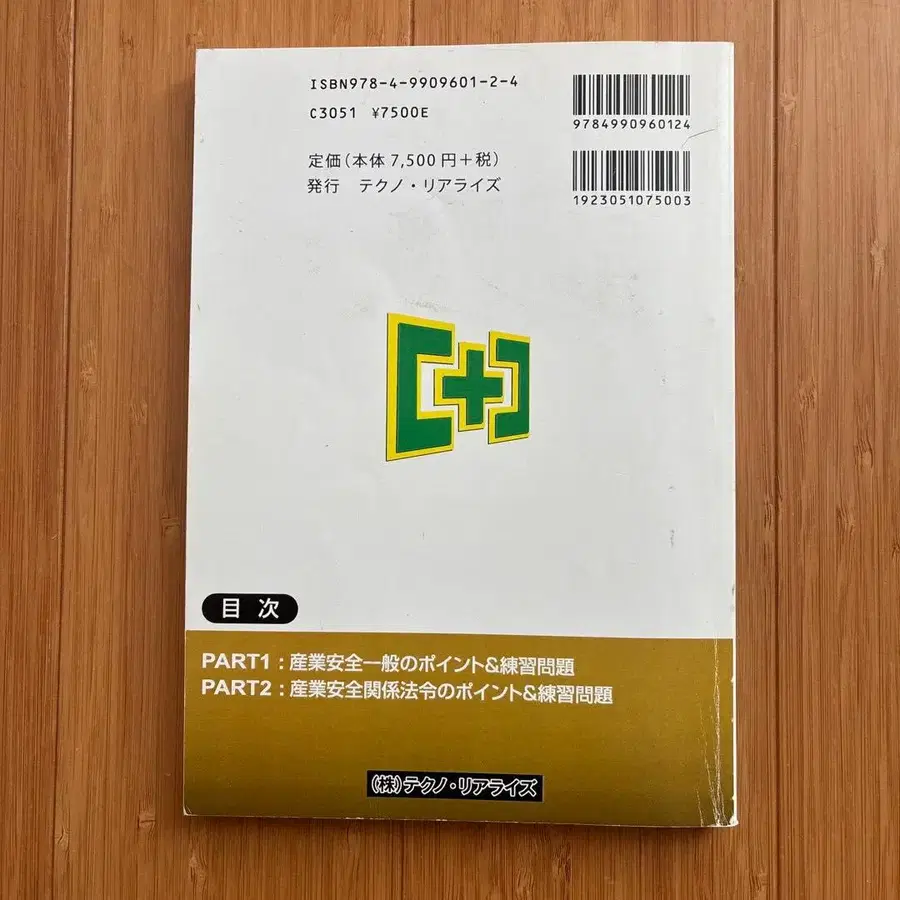 ISBN978-4-9909601-2-4
C3051 ¥7500E
定価(本体7,500円+税)
発行 テクノ・リアライズ
9784990960124
1923051075003
目次
PART1:産業安全一般のポイント&練習問題
PART2:産業安全関係法令のポイント&練習問題
(株)テクノ・リアライズ